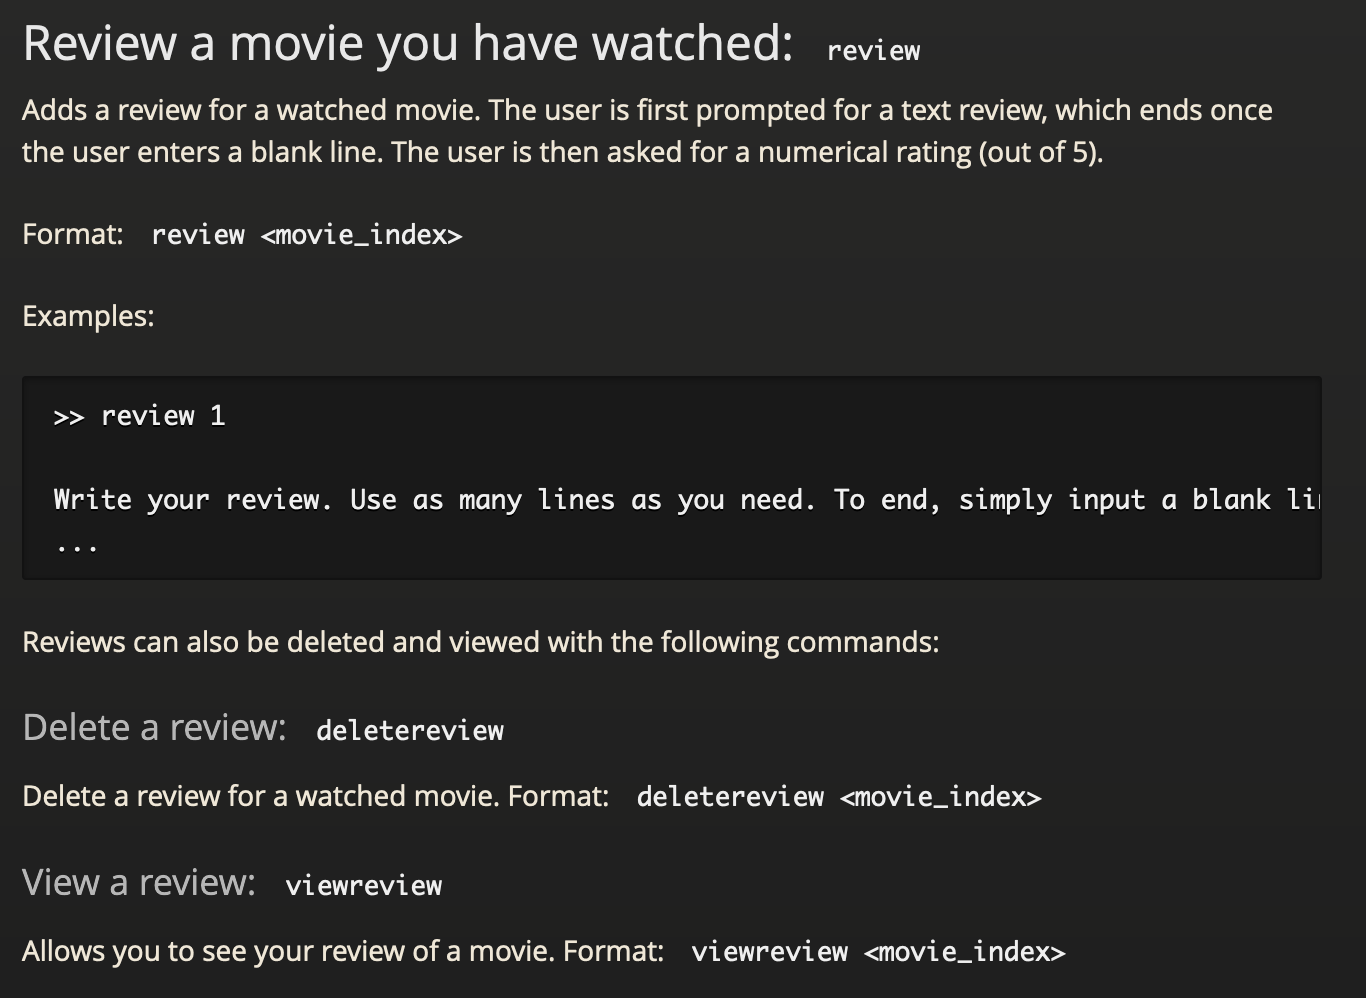 Review a movie you have watched: review
Adds a review for a watched movie. The user is first prompted for a text review, which ends once
the user enters a blank line. The user is then asked for a numerical rating (out of 5).
Format: review <movie_index>
Examples:
>> review 1
Write your review. Use as many lines as you need. To end, simply input a blank
...
Reviews can also be deleted and viewed with the following commands:
Delete a review: deletereview
Delete a review for a watched movie. Format: deletereview <movie_index>
View a review: viewreview
Allows you to see your review of a movie. Format: viewreview <movie_index>